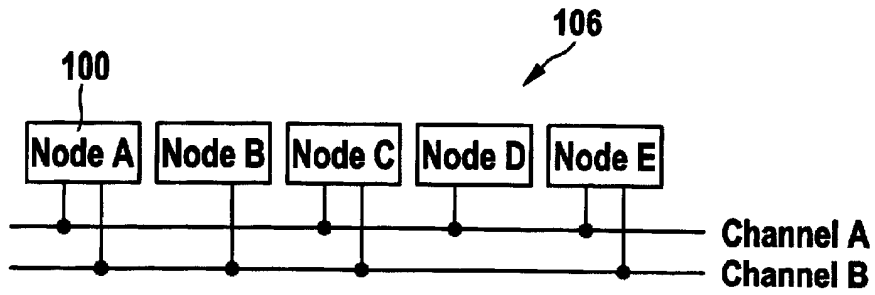 106
100
Node A
Node B
Node C
Node D
Node E
Channel A
Channel B